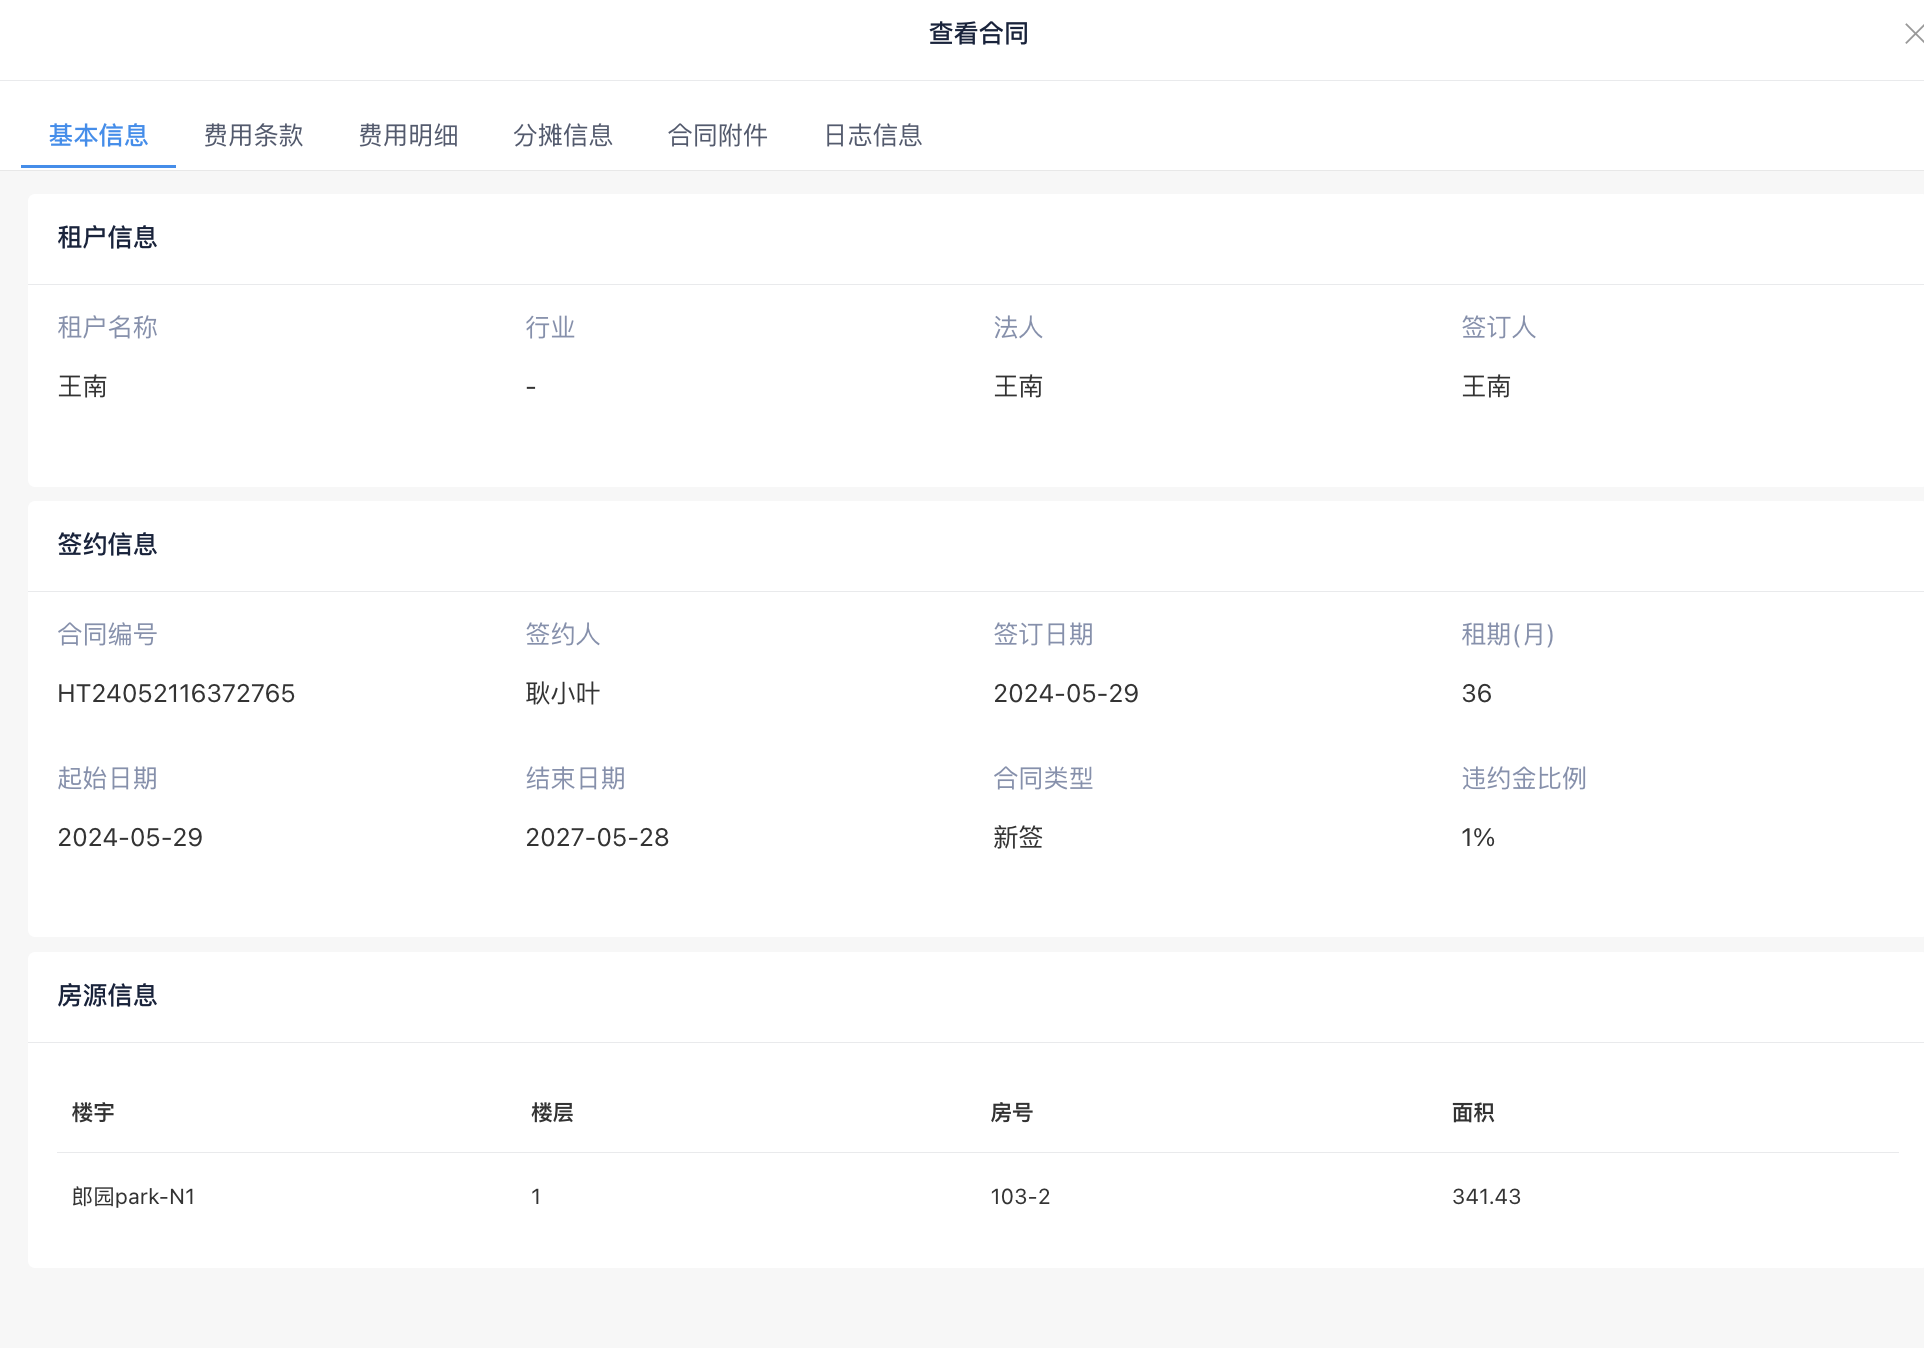 查看合同
基本信息 费用条款 费用明细 分摊信息 合同附件 日志信息
租户信息
租户名称 行业 法人 签订人
王南 - 王南 王南
签约信息
合同编号 签约人 签订日期 租期(月)
HT24052116372765 耿小叶 2024-05-29 36
起始日期 结束日期 合同类型 违约金比例
2024-05-29 2027-05-28 新签 1%
房源信息
楼宇 楼层 房号 面积
郎园park-N1 1 103-2 341.43